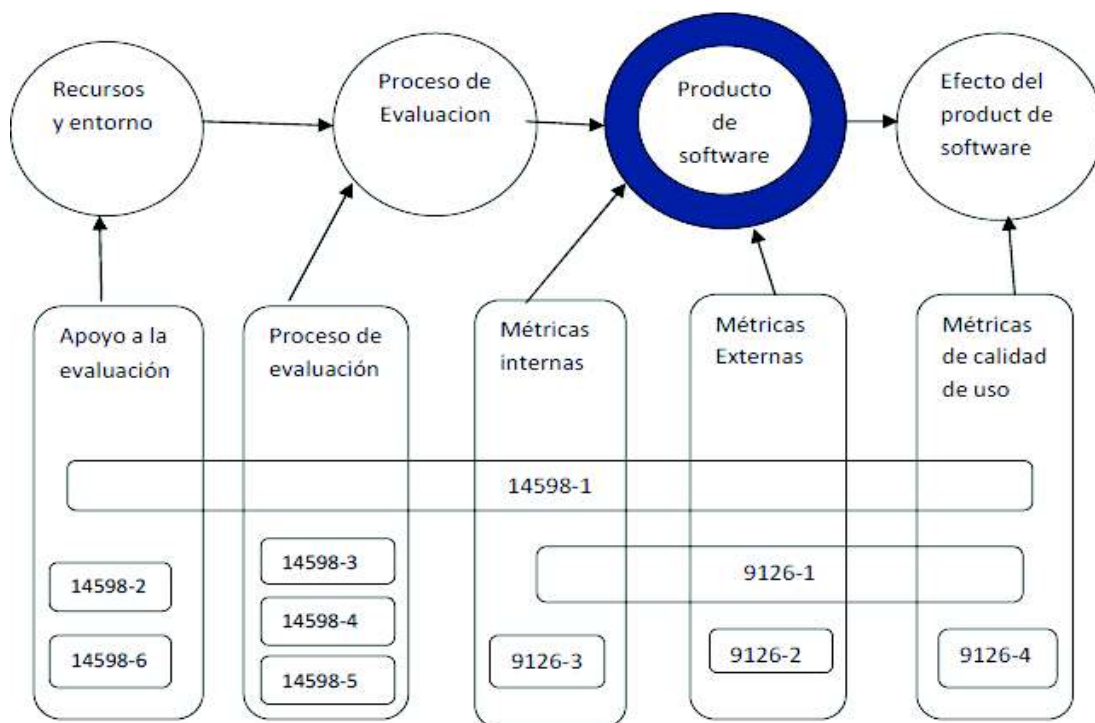 Recursos
y entorno
Proceso de
Evaluacion
Producto
de
software
Efecto del
product de
software
Apoyo a la
evaluación
Proceso de
evaluación
Métricas
internas
Métricas
Externas
Métricas
de calidad
de uso
14598-1
14598-2
14598-6
14598-3
14598-4
14598-5
9126-1
9126-3
9126-2
9126-4